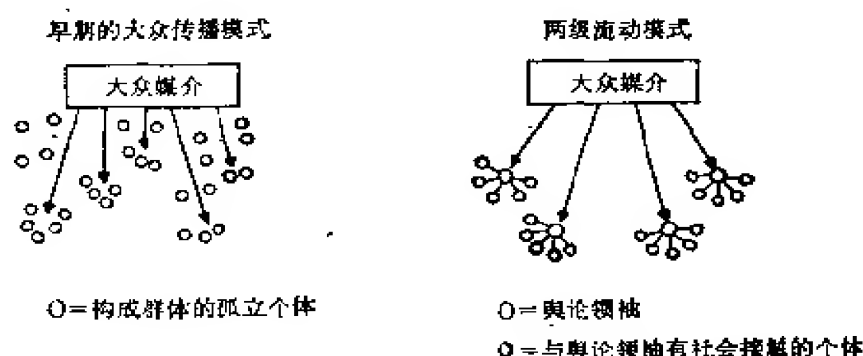 早期的大众传播模式
大众媒介
O=构成群体的孤立个体
两级流动模式
大众媒介
O=舆论领袖
o=与舆论领袖有社会接触的个体